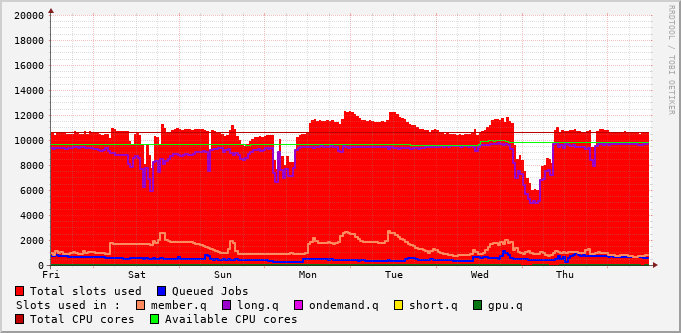 RRDTOOL / TOBI OETIKER
20000
18000
16000
14000
12000
10000
8000
6000
4000
2000
0
Fri Sat Sun Mon Tue Wed Thu
Total slots used Queued Jobs
Slots used in : member.q long.q ondemand.q short.q gpu.q
Total CPU cores Available CPU cores